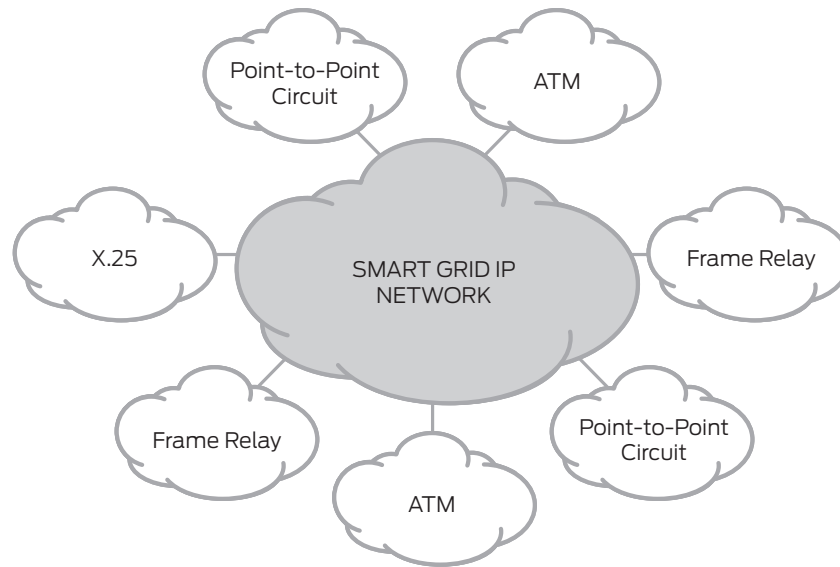 Point-to-Point
Circuit
ATM
X.25
SMART GRID IP
NETWORK
Frame Relay
Frame Relay
Point-to-Point
Circuit
ATM